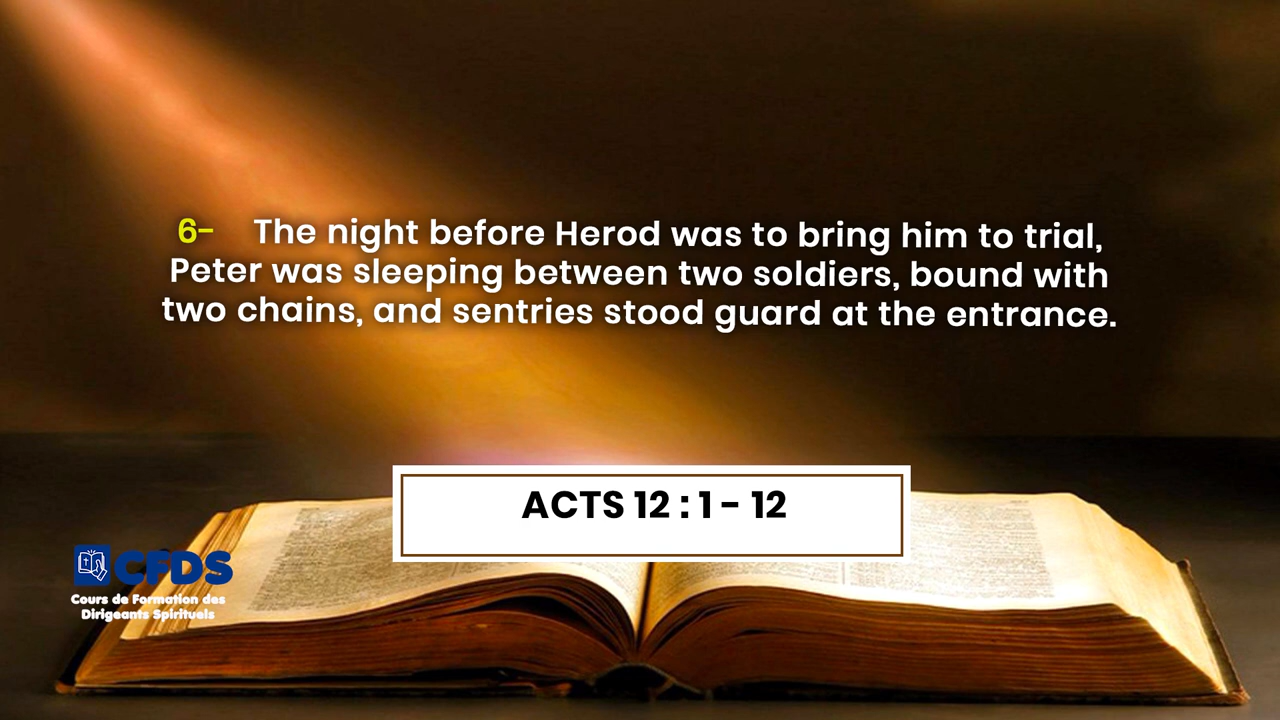 6- The night before Herod was to bring him to trial,
Peter was sleeping between two soldiers, bound with
two chains, and sentries stood guard at the entrance.
ACTS 12 : 1 - 12
CFDS
Cours de Formation des
Dirigeants Spirituels